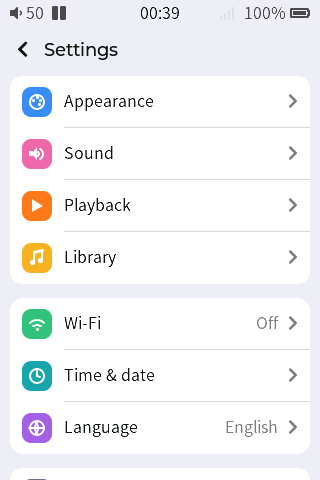 50 00:39 100%
Settings
Appearance
Sound
Playback
Library
Wi-Fi Off
Time & date
Language English